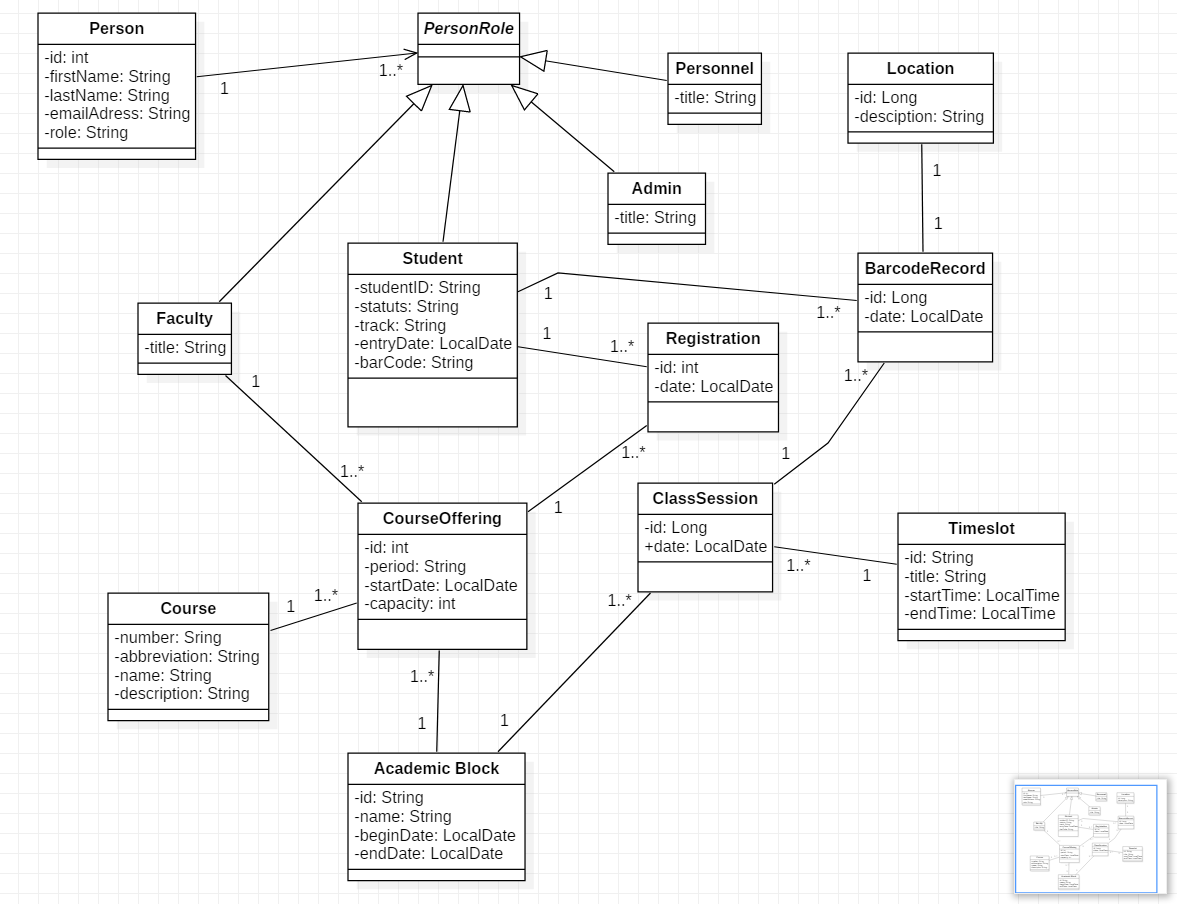 Person
-id: int
-firstName: String
-lastName: String
-emailAdress: String
-role: String
1
1..*
PersonRole
Personnel
-title: String
Location
-id: Long
-desciption: String
1
1
Admin
-title: String
Student
-studentID: String
-statuts: String
-track: String
-entryDate: LocalDate
-barCode: String
1
1..*
1
1..*
BarcodeRecord
-id: Long
-date: LocalDate
Faculty
-title: String
1
1..*
Registration
-id: int
-date: LocalDate
1..*
1
1..*
1
CourseOffering
-id: int
-period: String
-startDate: LocalDate
-capacity: int
ClassSession
-id: Long
+date: LocalDate
1..*
1
Timeslot
-id: String
-title: String
-startTime: LocalTime
-endTime: LocalTime
Course
-number: Sring
-abbreviation: String
-name: String
-description: String
1
1..*
1..*
1
1..*
1
Academic Block
-id: String
-name: String
-beginDate: LocalDate
-endDate: LocalDate